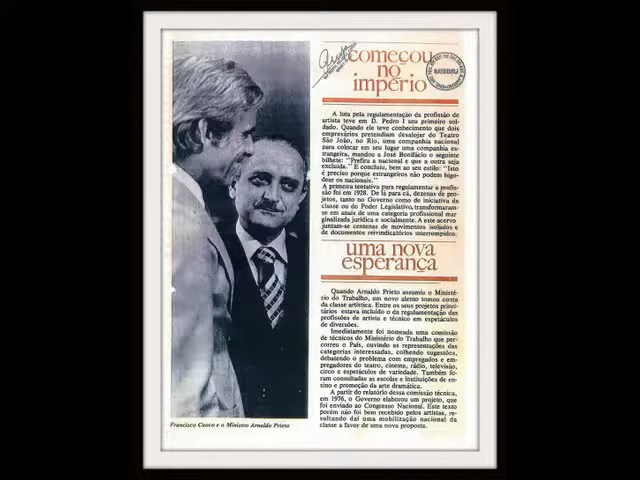 começou
no
império
SATEDRJ
A luta pela regulamentação da profissão de
artista teve em D. Pedro I seu primeiro sol-
dado. Quando ele teve conhecimento que dois
empresários pretendiam desalojar do Teatro
São João, no Rio, uma companhia nacional
para colocar em seu lugar uma companhia es-
trangeira, mandou a José Bonifácio o seguinte
bilhete: "Prefira a nacional e que a outra seja
excluída." E concluiu, bem ao seu estilo: "Isto
é preciso porque estrangeiros não podem bigo-
dear os nacionais."
A primeira tentativa para regulamentar a profis-
são foi em 1928. De lá para cá, dezenas de pro-
jetos, tanto no Governo como de iniciativa da
classe ou do Poder Legislativo, transformaram-
se em anais de uma categoria profissional mar
ginalizada jurídica e socialmente. A este acervo
juntam-se centenas de movimentos isolados e
de documentos reivindicatórios interrompidos.
uma nova
esperança
Quando Arnaldo Prieto assumiu o Ministé-
rio do Trabalho, um novo alento tomou conta
da classe artística. Entre os seus projetos priori-
tários estava incluído o da regulamentação das
profissões de artista e técnico em espetáculos
de diversões.
Imediatamente foi nomeada uma comissão
de técnicos do Ministério do Trabalho que per-
correu o País, ouvindo as representações das
categorias interessadas, colhendo sugestões,
debatendo o problema com empregados e em-
pregadores do teatro, cinema, rádio, televisão,
circo e espetáculos de variedade. Também fo-
ram consultadas as escolas e instituições de en-
sino e promoção da arte dramática.
A partir do relatório dessa comissão técnica,
em 1976, o Governo elaborou um projeto, que
foi enviado ao Congresso Nacional. Este texto
porém não foi bem recebido pelos artistas, re-
sultando daí uma mobilização nacional da
classe a favor de uma nova proposta.
Francisco Cuoco e o Ministro Arnaldo Prieto